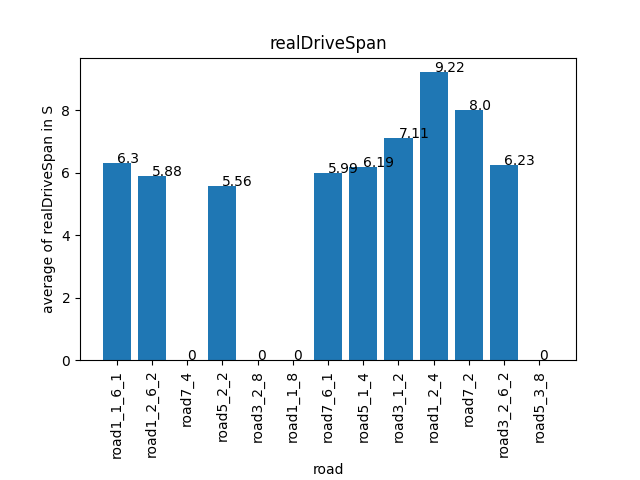 realDriveSpan
average of realDriveSpan in S
8
6
4
2
0
6.3
5.88
0
5.56
0
0
5.99
6.19
7.11
9.22
8.0
6.23
0
road1_1_6_1
road1_2_6_2
road7_4
road5_2_2
road3_2_8
road1_1_8
road7_6_1
road5_1_4
road3_1_2
road1_2_4
road7_2
road3_2_6_2
road5_3_8
road